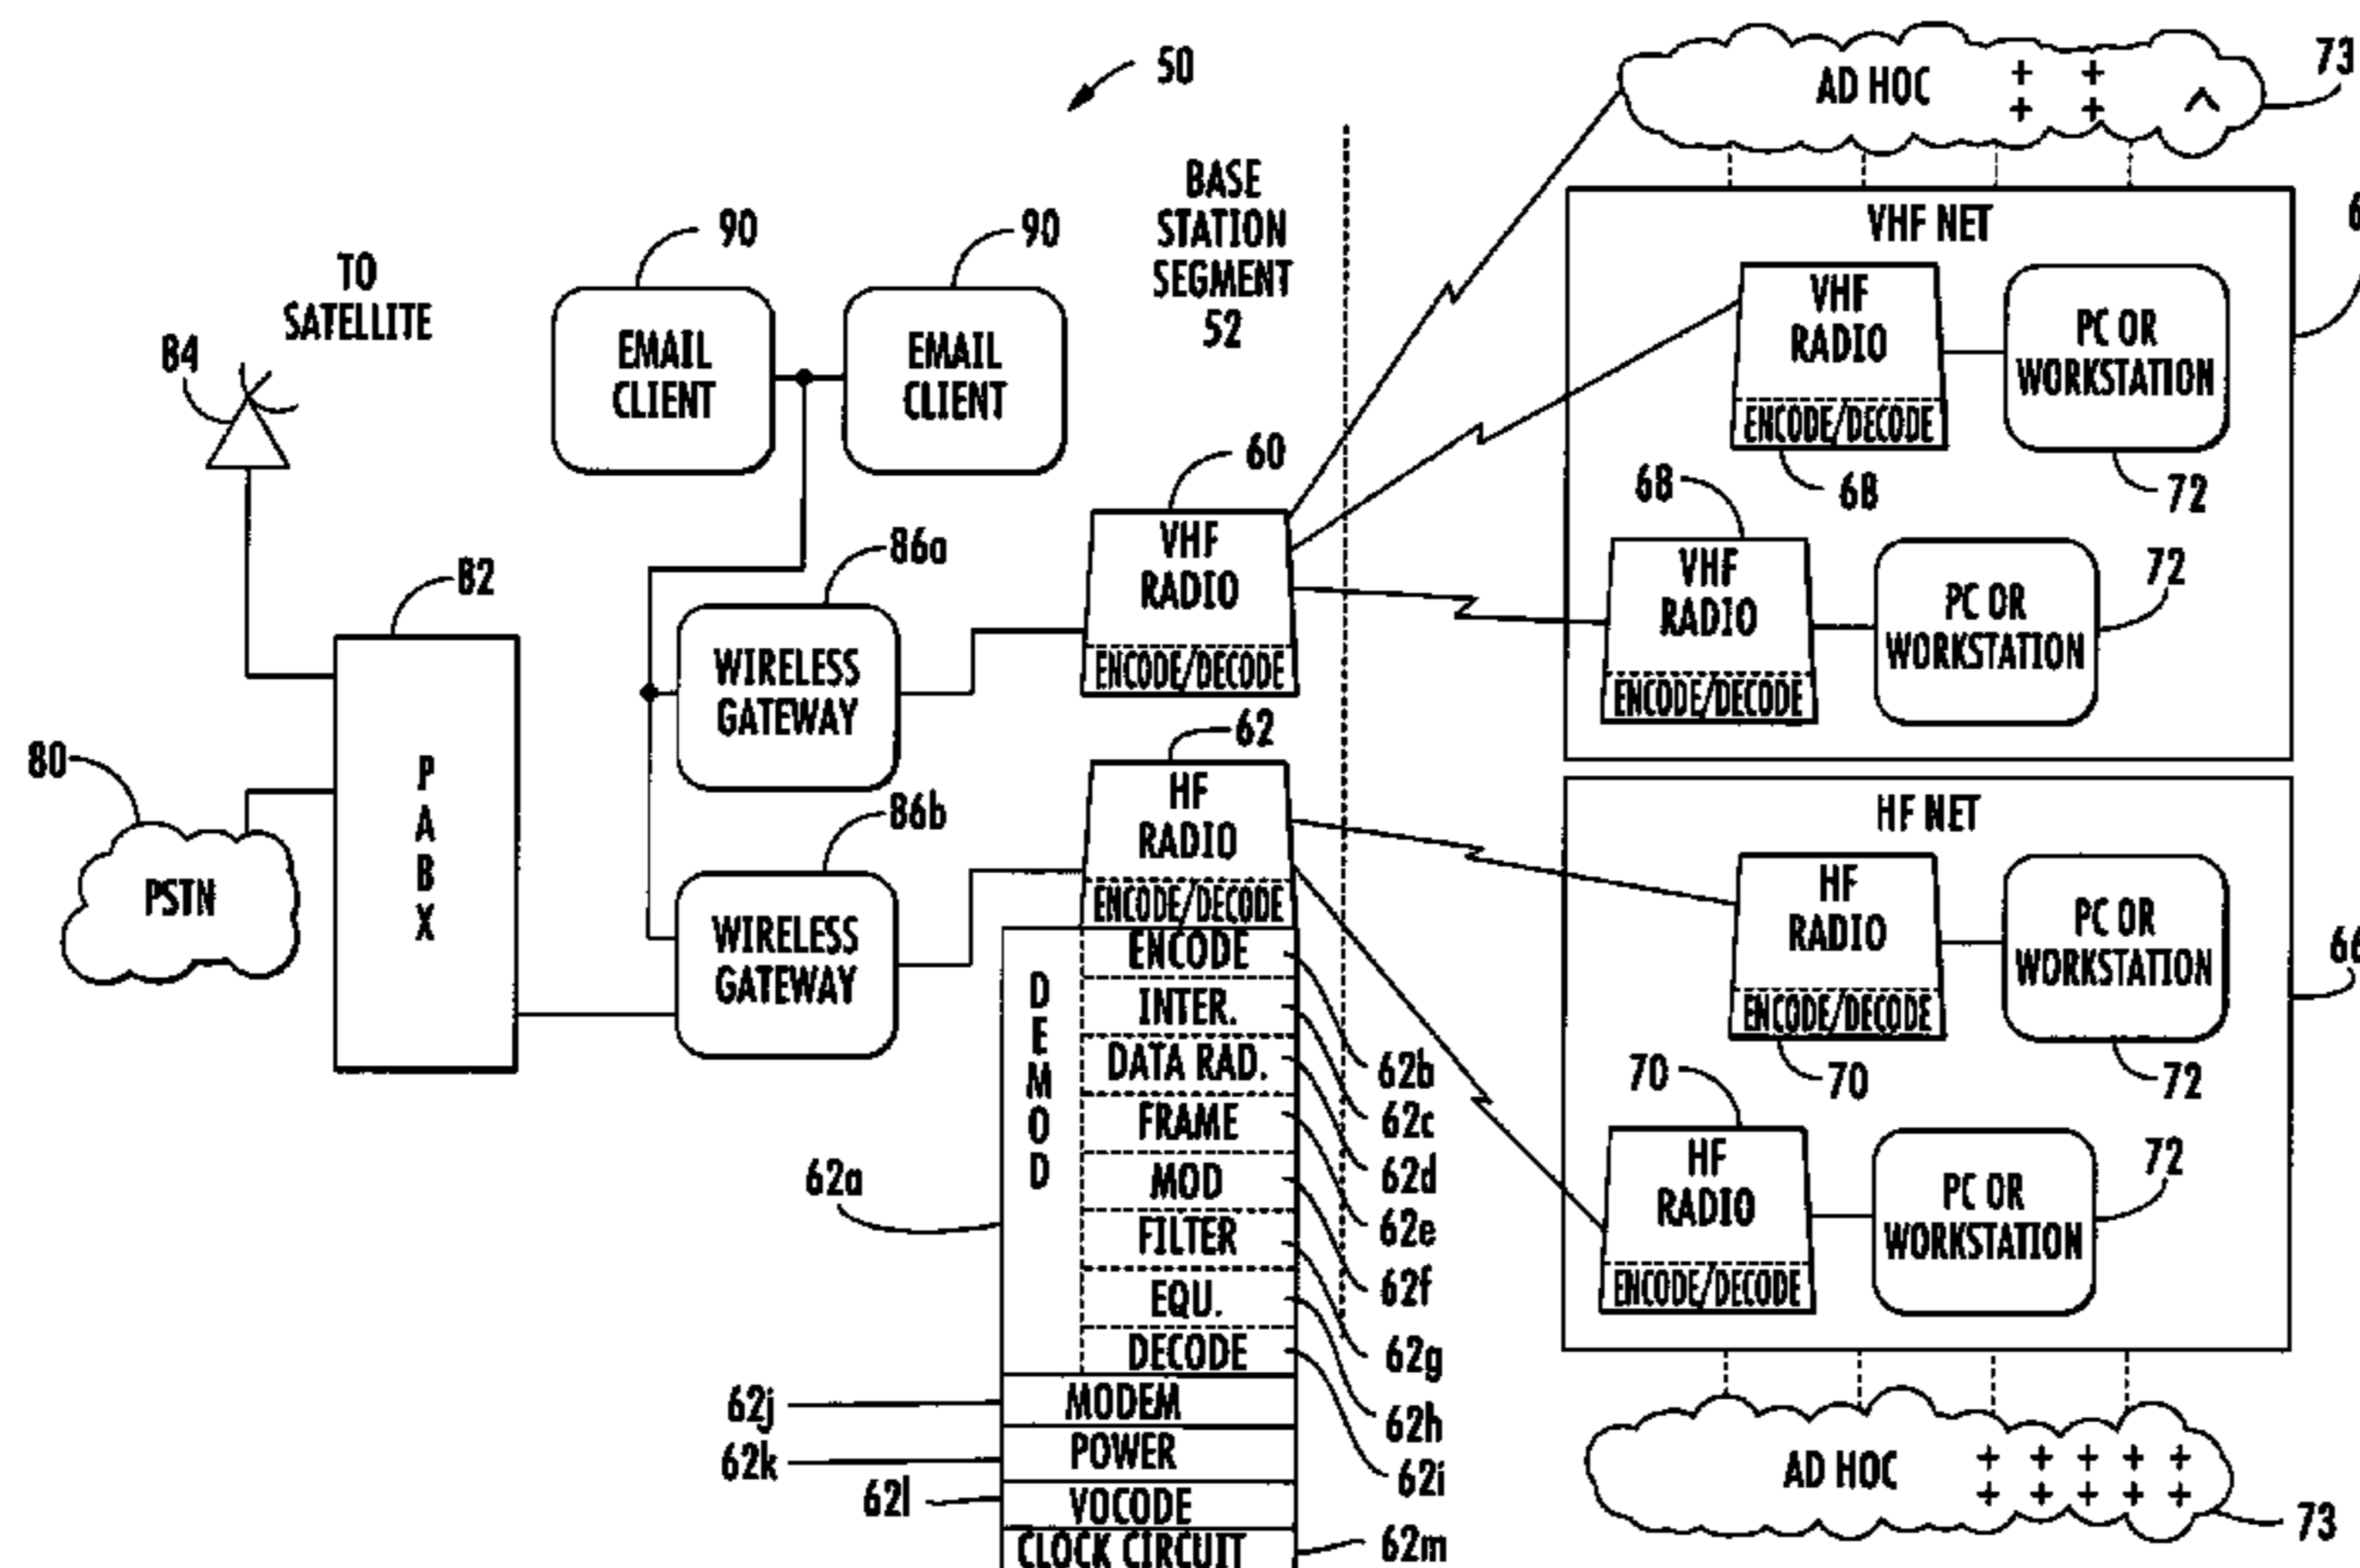 50
AD HOC + + ^
+ +
73
BASE
STATION
SEGMENT
52
VHF NET
TO
SATELLITE
84
90
90
EMAIL
CLIENT
EMAIL
CLIENT
VHF
RADIO
ENCODE/DECODE
68
PC OR
WORKSTATION
72
60
VHF
RADIO
ENCODE/DECODE
68
VHF
RADIO
ENCODE/DECODE
PC OR
WORKSTATION
72
82
PABX
86a
WIRELESS
GATEWAY
80
PSTN
86b
WIRELESS
GATEWAY
62
HF
RADIO
ENCODE/DECODE
HF NET
HF
RADIO
ENCODE/DECODE
70
PC OR
WORKSTATION
72
66
70
HF
RADIO
ENCODE/DECODE
PC OR
WORKSTATION
72
62a
DEMOD
ENCODE
INTER.
DATA RAD.
FRAME
MOD
FILTER
EQU.
DECODE
62b
62c
62d
62e
62f
62g
62h
62i
62j
MODEM
62k
POWER
62l
VOCODE
CLOCK CIRCUIT
62m
AD HOC + + + + +
+ + + + +
73